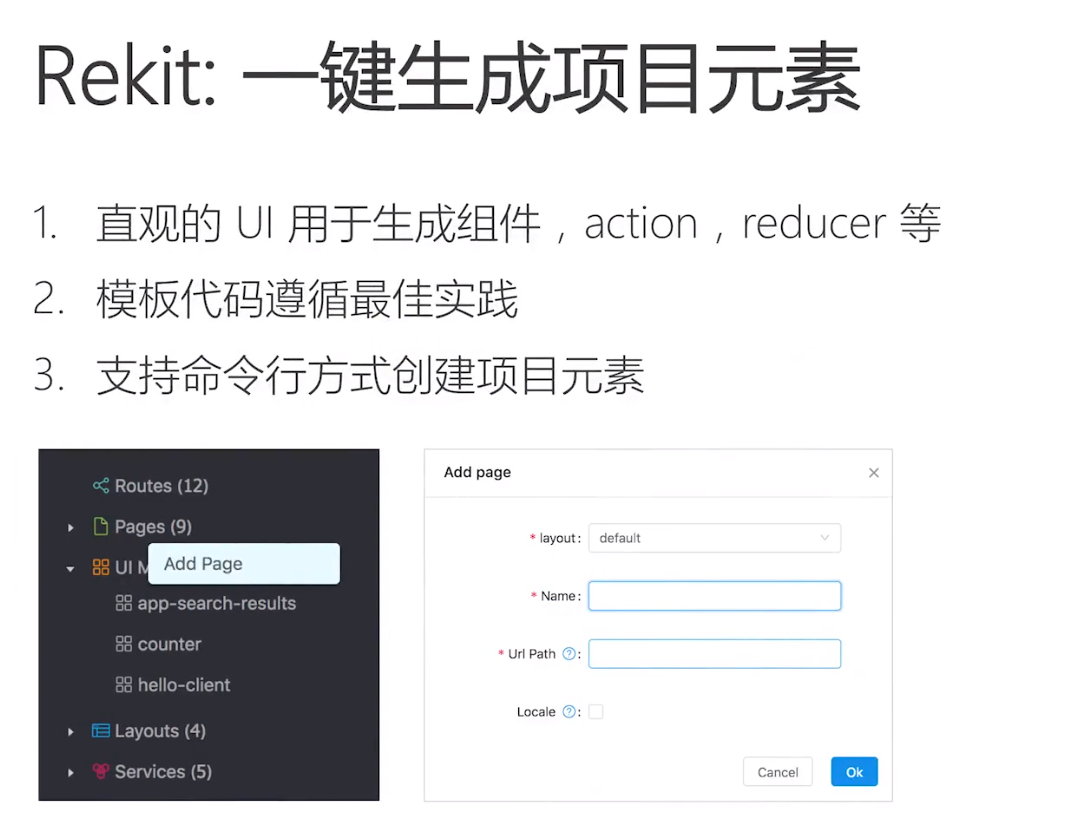 Rekit: 一键生成项目元素
1. 直观的 UI 用于生成组件，action，reducer 等
2. 模板代码遵循最佳实践
3. 支持命令行方式创建项目元素
Routes (12)
Pages (9)
UI M
Add Page
app-search-results
counter
hello-client
Layouts (4)
Services (5)
Add page
* layout: default
* Name:
* Url Path ?:
Locale ?:
Cancel Ok